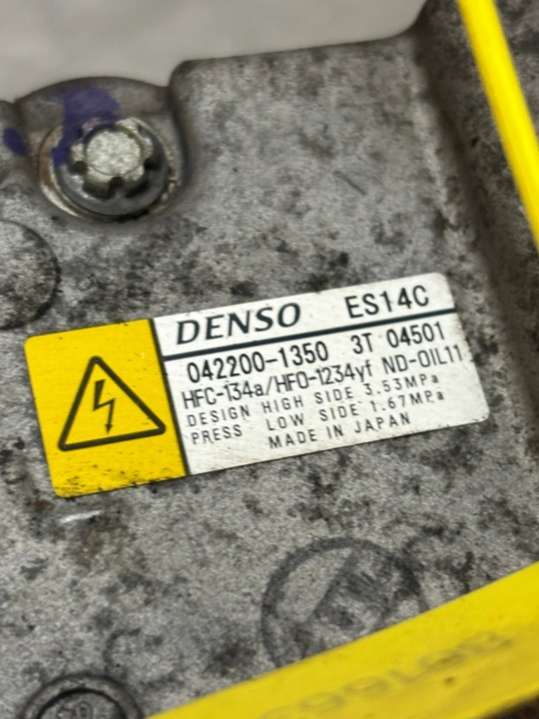 DENSO ES14C
042200-1350 3T 04501
HFC-134a/HFO-1234yf ND-OIL11
DESIGN HIGH SIDE 3.53MPa
PRESS LOW SIDE 1.67MPa
MADE IN JAPAN